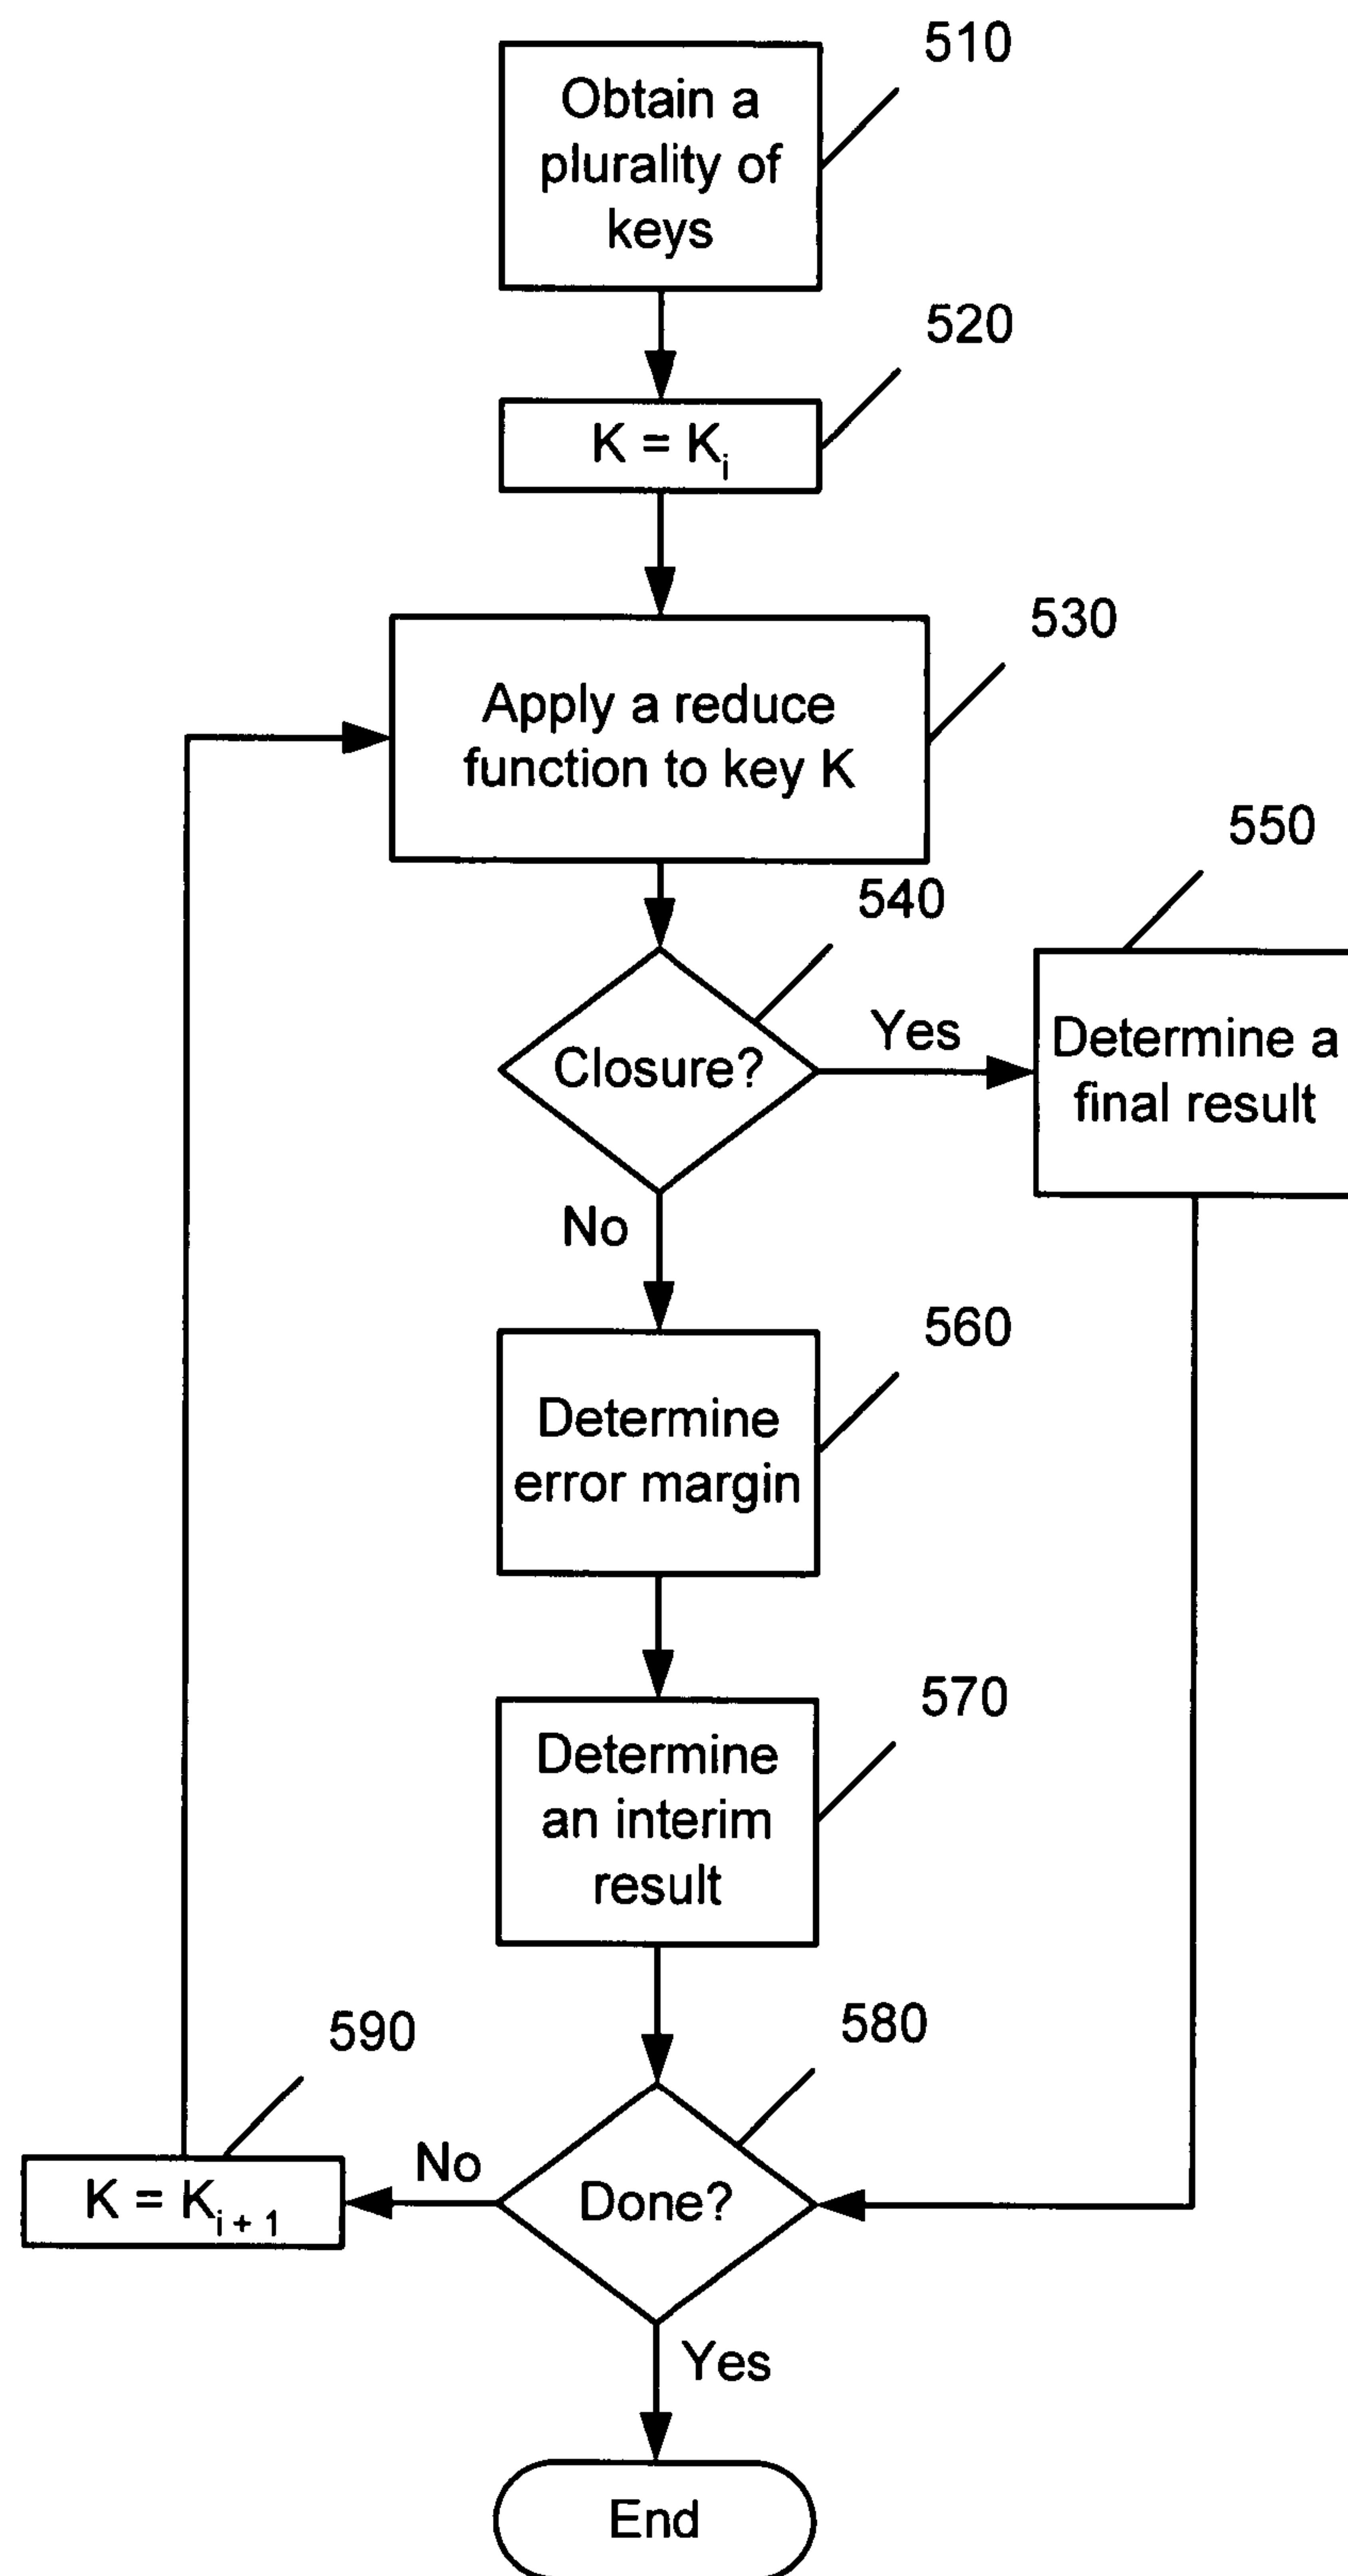 510
Obtain a
plurality of
keys
520
K = Ki
530
Apply a reduce
function to key K
540
550
Closure?
Yes
Determine a
final result
No
560
Determine
error margin
570
Determine
an interim
result
580
590
No
Done?
K = Ki + 1
Yes
End